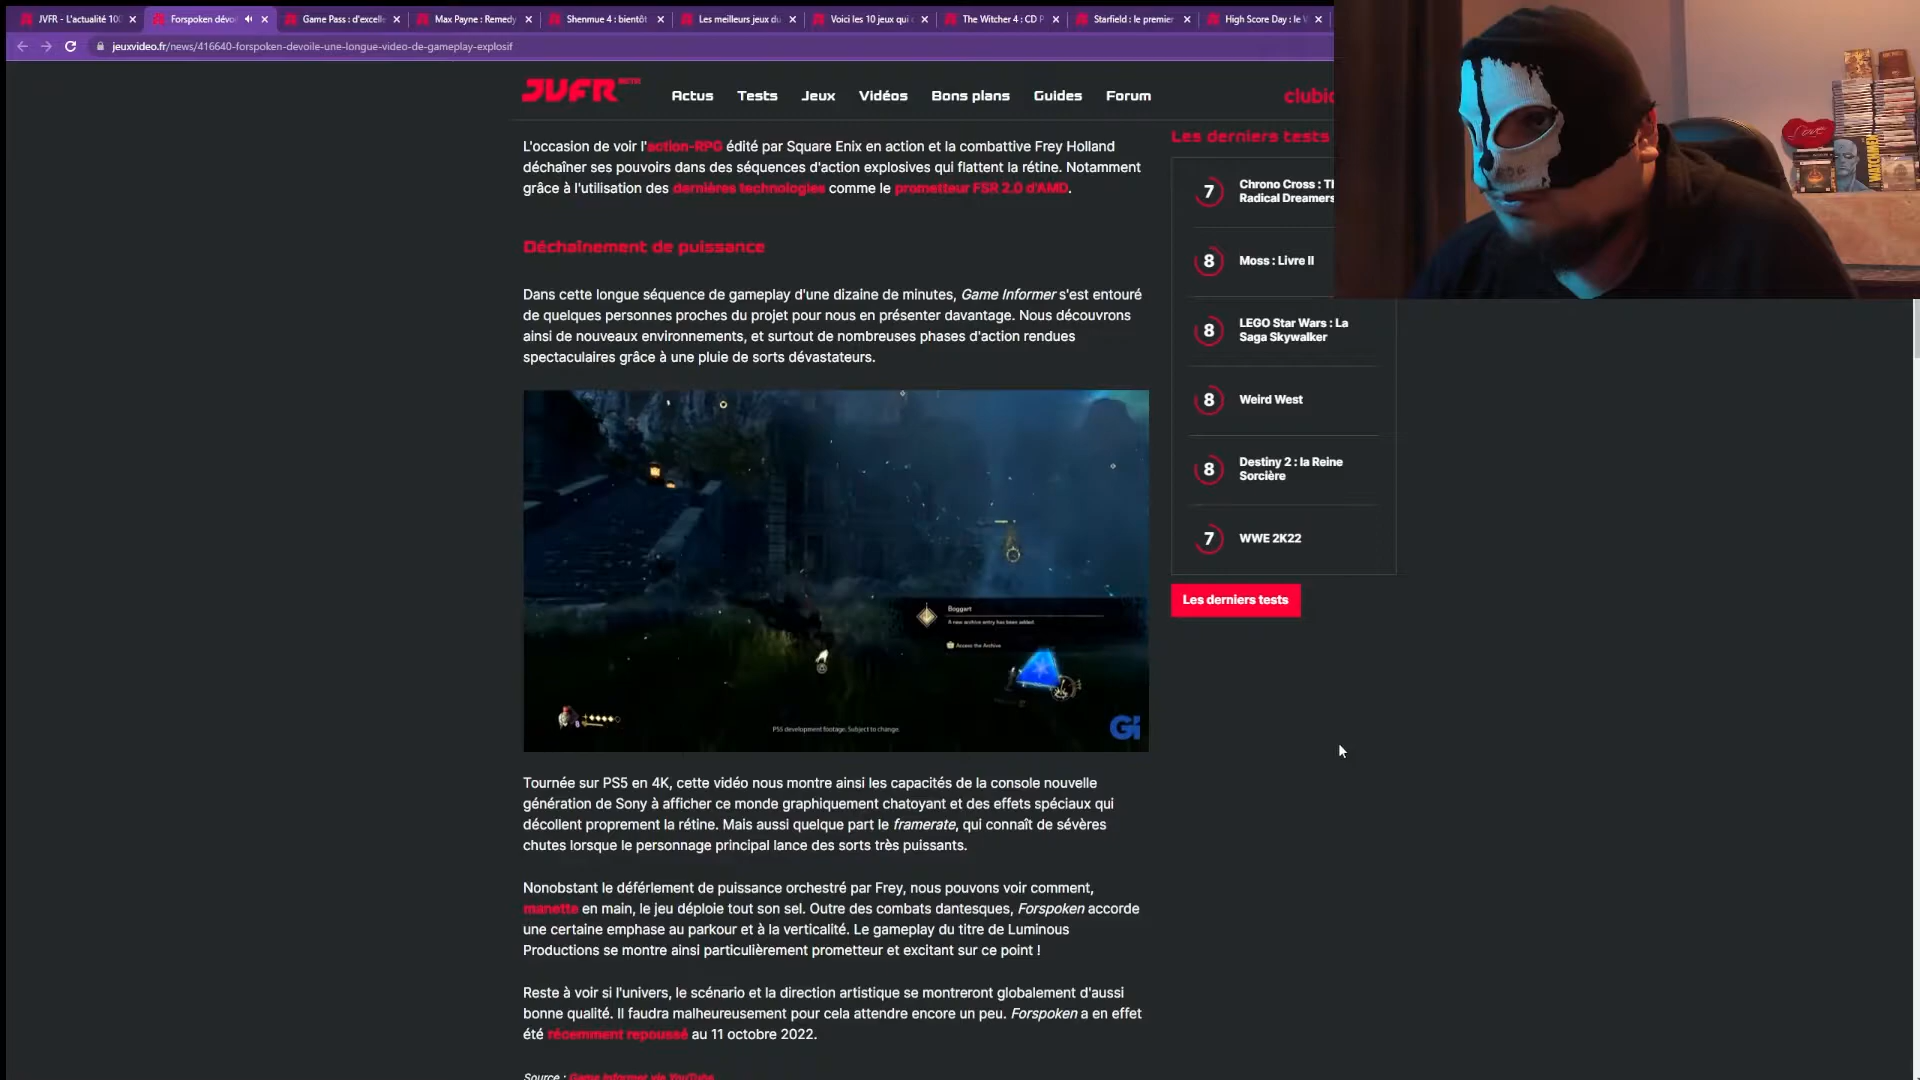 JVFR - L'actualité 100
Forspoken dévoi
Game Pass : d'excelle
Max Payne : Remedy
Shenmue 4 : bientôt
Les meilleurs jeux du
Voici les 10 jeux qui
The Witcher 4 : CD P
Starfield : le premier
High Score Day : le V
jeuxvideo.fr/news/416640-forspoken-devoile-une-longue-video-de-gameplay-explosif
JVFR BETA
Actus Tests Jeux Vidéos Bons plans Guides Forum
clubic
L'occasion de voir l'action-RPG édité par Square Enix en action et la combattive Frey Holland
déchaîner ses pouvoirs dans des séquences d'action explosives qui flattent la rétine. Notamment
grâce à l'utilisation des dernières technologies comme le prometteur FSR 2.0 d'AMD.
Déchaînement de puissance
Dans cette longue séquence de gameplay d'une dizaine de minutes, Game Informer s'est entouré
de quelques personnes proches du projet pour nous en présenter davantage. Nous découvrons
ainsi de nouveaux environnements, et surtout de nombreuses phases d'action rendues
spectaculaires grâce à une pluie de sorts dévastateurs.
Boggart
A new archive entry has been added.
Access the Archive
PS5 development footage. Subject to change.
GI
Tournée sur PS5 en 4K, cette vidéo nous montre ainsi les capacités de la console nouvelle
génération de Sony à afficher ce monde graphiquement chatoyant et des effets spéciaux qui
décollent proprement la rétine. Mais aussi quelque part le framerate, qui connaît de sévères
chutes lorsque le personnage principal lance des sorts très puissants.
Nonobstant le déférlement de puissance orchestré par Frey, nous pouvons voir comment,
manette en main, le jeu déploie tout son sel. Outre des combats dantesques, Forspoken accorde
une certaine emphase au parkour et à la verticalité. Le gameplay du titre de Luminous
Productions se montre ainsi particulièrement prometteur et excitant sur ce point !
Reste à voir si l'univers, le scénario et la direction artistique se montreront globalement d'aussi
bonne qualité. Il faudra malheureusement pour cela attendre encore un peu. Forspoken a en effet
été récemment repoussé au 11 octobre 2022.
Source : Game Informer via YouTube
Les derniers tests
7 Chrono Cross : Th
Radical Dreamers
8 Moss : Livre II
8 LEGO Star Wars : La
Saga Skywalker
8 Weird West
8 Destiny 2 : la Reine
Sorcière
7 WWE 2K22
Les derniers tests
Love
WATCHMEN